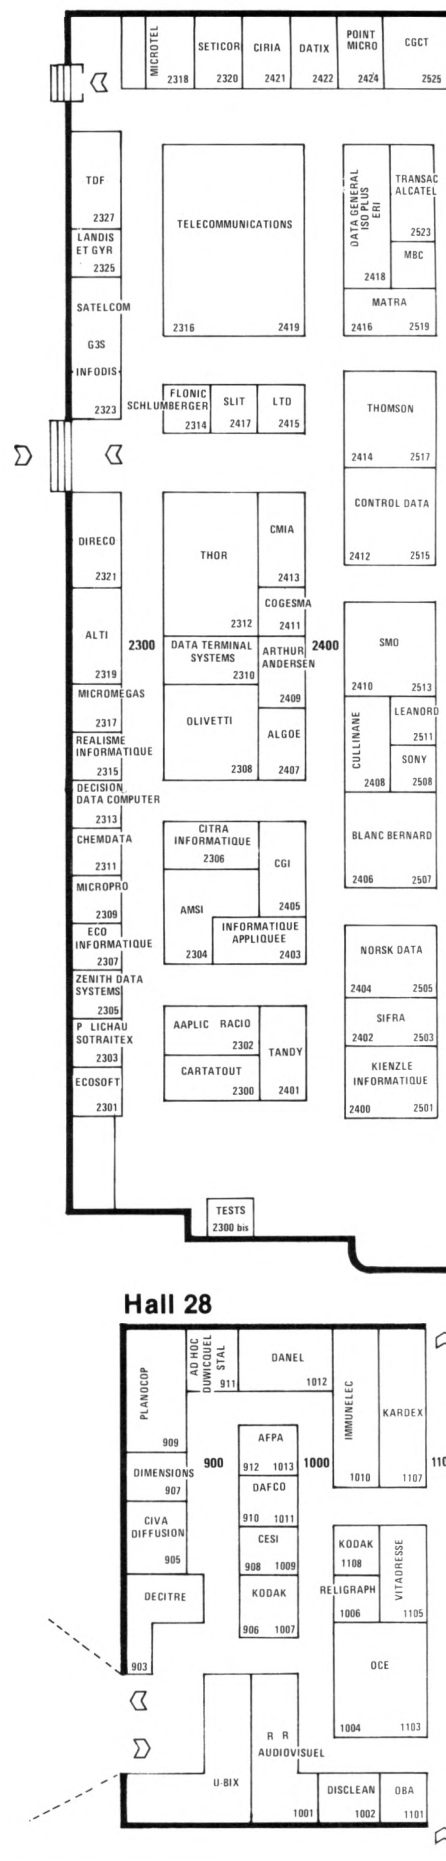 MICROTEL
2318
SETICOR
2320
CIRIA
2421
DATIX
2422
POINT
MICRO
2424
CGCT
2525
TDF
2327
LANDIS
ET GYR
2325
SATELCOM
G3S
INFODIS
2323
TELECOMMUNICATIONS
2316 2419
DATA GENERAL
ISO PLUS
ERI
2418
TRANSAC
ALCATEL
2523
MBC
MATRA
2416 2519
FLONIC
SCHLUMBERGER
2314
SLIT
2417
LTD
2415
THOMSON
2414 2517
CONTROL DATA
2412 2515
DIRECO
2321
ALTI
2319
MICROMEGAS
2317
REALISME
INFORMATIQUE
2315
DECISION
DATA COMPUTER
2313
CHEMDATA
2311
MICROPRO
2309
ECO
INFORMATIQUE
2307
ZENITH DATA
SYSTEMS
2305
P LICHAU
SOTRAITEX
2303
ECOSOFT
2301
2300
THOR
2312
CMIA
2413
COGESMA
2411
DATA TERMINAL
SYSTEMS
2310
ARTHUR
ANDERSEN
2409
OLIVETTI
2308
ALGOE
2407
2400
SMO
2410 2513
CULLINANE
2408
LEANORD
2511
SONY
2508
BLANC BERNARD
2406 2507
CITRA
INFORMATIQUE
2306
CGI
2405
AMSI
2304
INFORMATIQUE
APPLIQUEE
2403
NORSK DATA
2404 2505
SIFRA
2402 2503
KIENZLE
INFORMATIQUE
2400 2501
AAPLIC RACIO
2302
CARTATOUT
2300
TANDY
2401
TESTS
2300 bis
Hall 28
PLANOCOP
909
AD HOC
DUWICQUEL
STAL
911
DANEL
1012
IMMUNELEC
1010
KARDEX
1107
DIMENSIONS
907
CIVA
DIFFUSION
905
DECITRE
903
900
AFPA
912 1013
DAFCO
910 1011
CESI
908 1009
KODAK
906 1007
1000
110
KODAK
1108
RELIGRAPH
1006
VITADRESSE
1105
OCE
1004 1103
U-BIX
R R
AUDIOVISUEL
1001
DISCLEAN
1002
OBA
1101